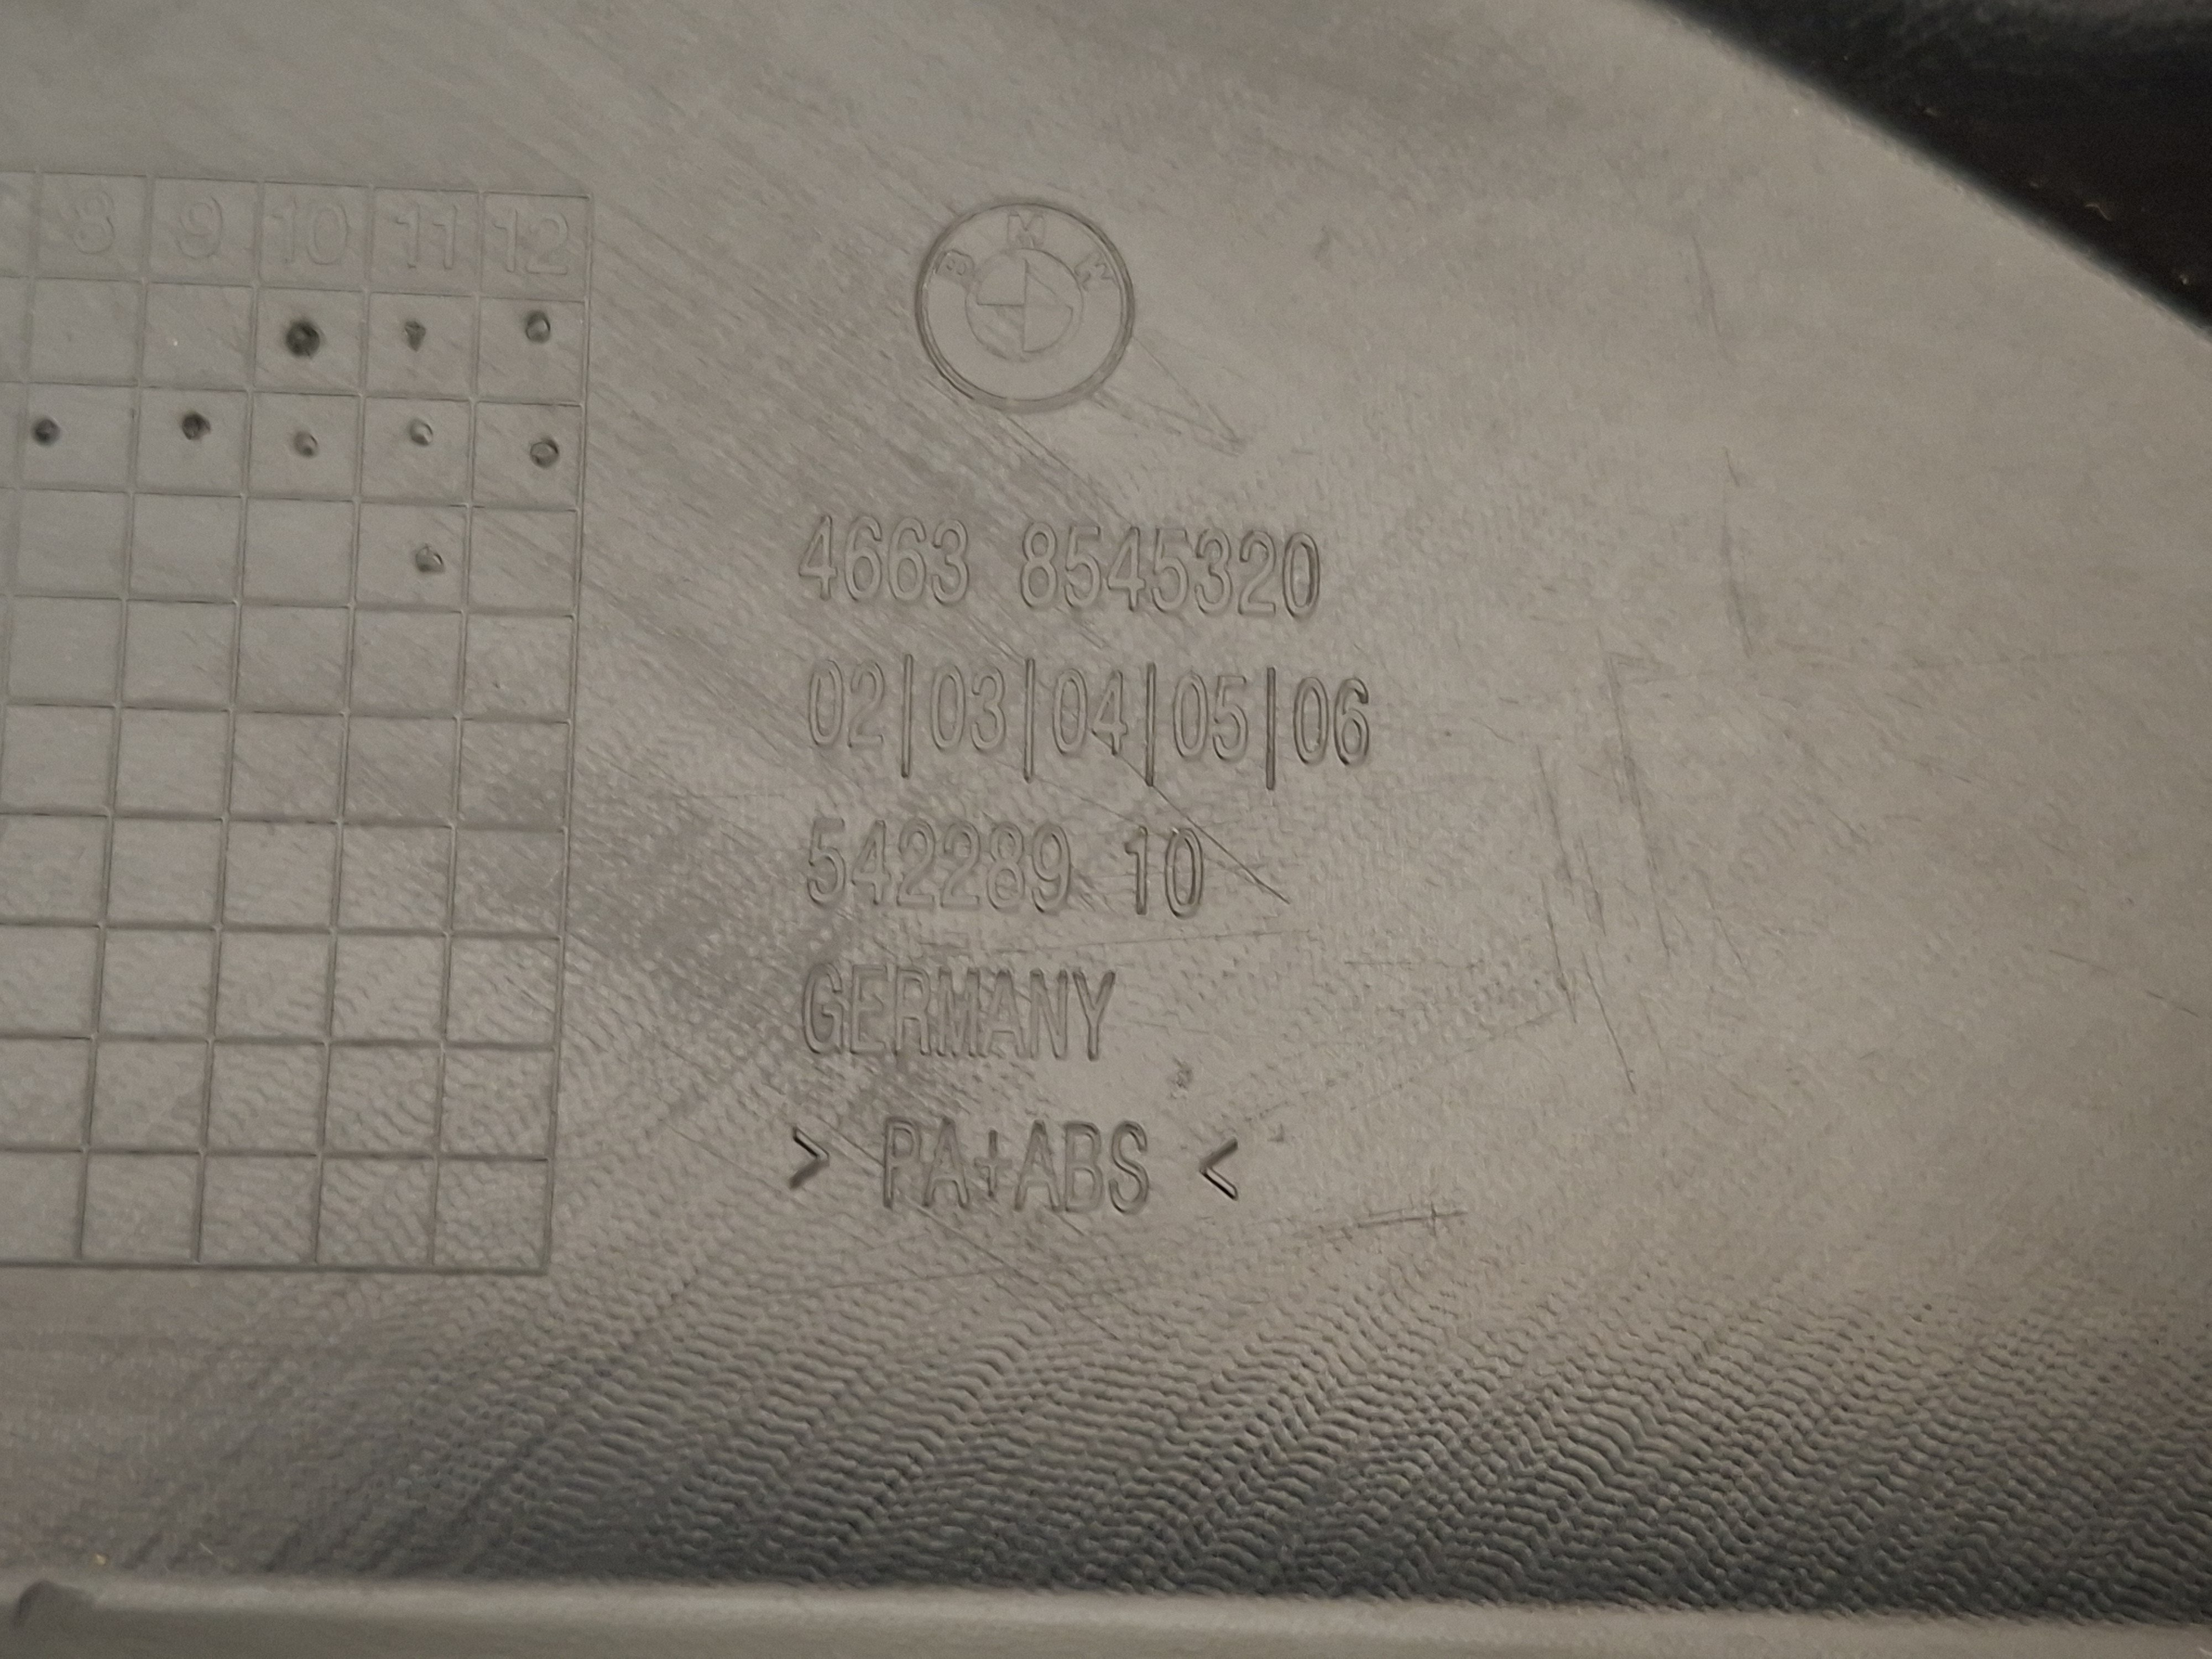 8 9 10 11 12
BMW
4663 8545320
02|03|04|05|06
542289 10
GERMANY
> PA+ABS <